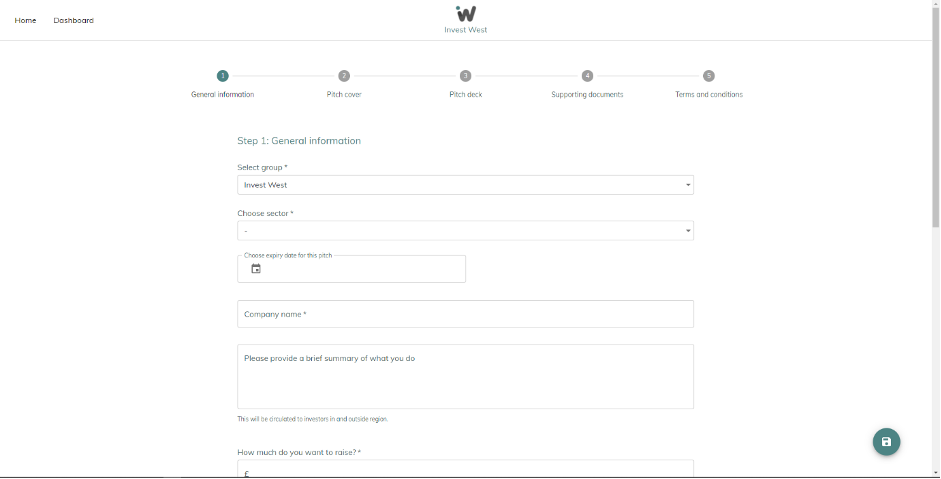 Home Dashboard
Invest West
1 2 3 4 5
General information Pitch cover Pitch deck Supporting documents Terms and conditions
Step 1: General information
Select group *
Invest West
Choose sector *
-
Choose expiry date for this pitch
Company name *
Please provide a brief summary of what you do
This will be circulated to investors in and outside region.
How much do you want to raise? *
£